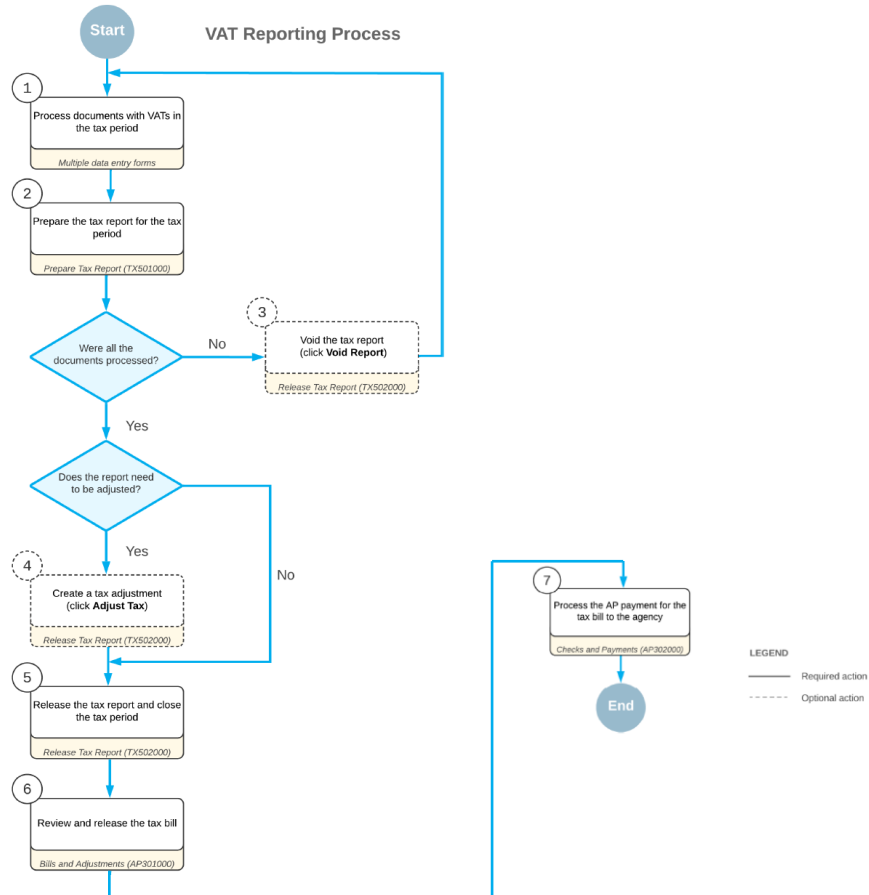 Start
VAT Reporting Process
1
Process documents with VATs in
the tax period
Multiple data entry forms
2
Prepare the tax report for the tax
period
Prepare Tax Report (TX501000)
Were all the
documents processed?
No
3
Void the tax report
(click Void Report)
Release Tax Report (TX502000)
Yes
Does the report need
to be adjusted?
Yes
No
4
Create a tax adjustment
(click Adjust Tax)
Release Tax Report (TX502000)
5
Release the tax report and close
the tax period
Release Tax Report (TX502000)
6
Review and release the tax bill
Bills and Adjustments (AP301000)
7
Process the AP payment for the
tax bill to the agency
Checks and Payments (AP302000)
End
LEGEND
Required action
Optional action